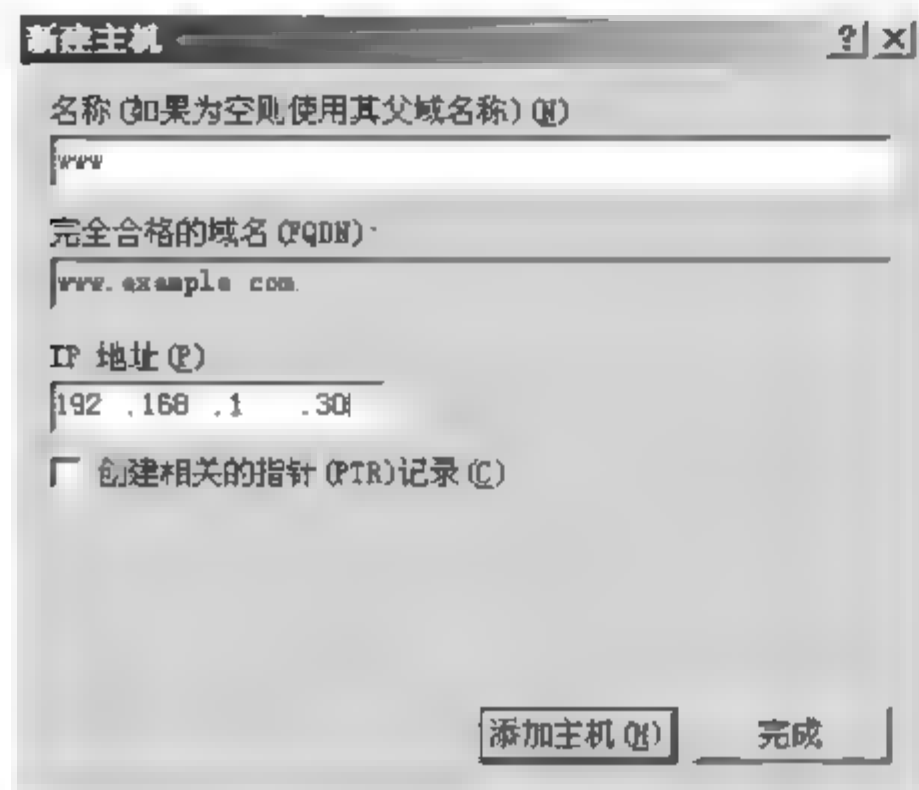 新建主机
名称(如果为空则使用其父域名称)(N)
www
完全合格的域名(FQDN):
www.example.com.
IP 地址(P)
192 .168 .1 .30
创建相关的指针(PTR)记录(C)
添加主机(H) 完成